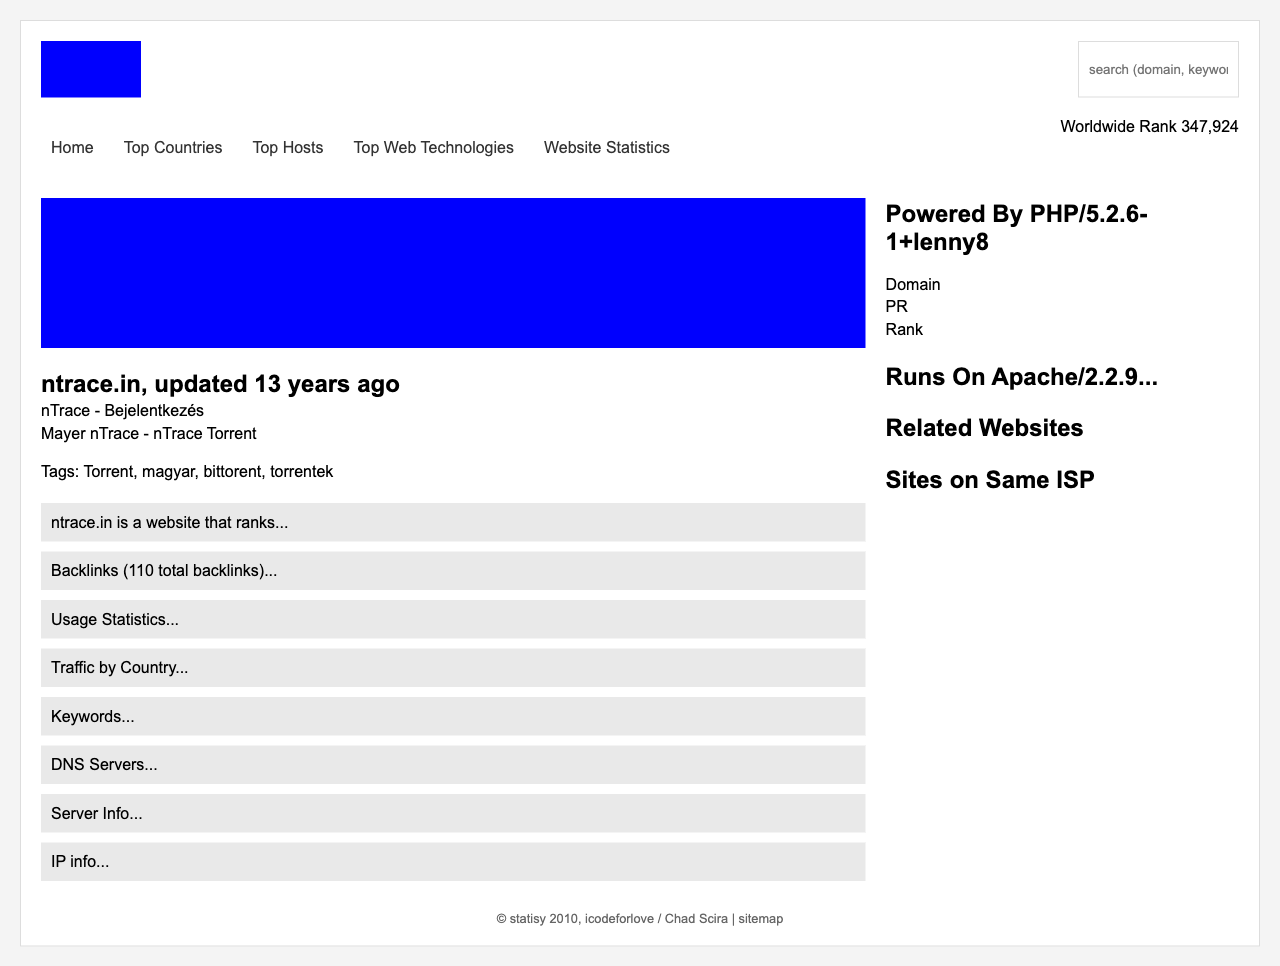 search (domain, keywor
Worldwide Rank 347,924
Home Top Countries Top Hosts Top Web Technologies Website Statistics
ntrace.in, updated 13 years ago
nTrace - Bejelentkezés
Mayer nTrace - nTrace Torrent
Tags: Torrent, magyar, bittorent, torrentek
ntrace.in is a website that ranks...
Backlinks (110 total backlinks)...
Usage Statistics...
Traffic by Country...
Keywords...
DNS Servers...
Server Info...
IP info...
Powered By PHP/5.2.6-
1+lenny8
Domain
PR
Rank
Runs On Apache/2.2.9...
Related Websites
Sites on Same ISP
© statisy 2010, icodeforlove / Chad Scira | sitemap